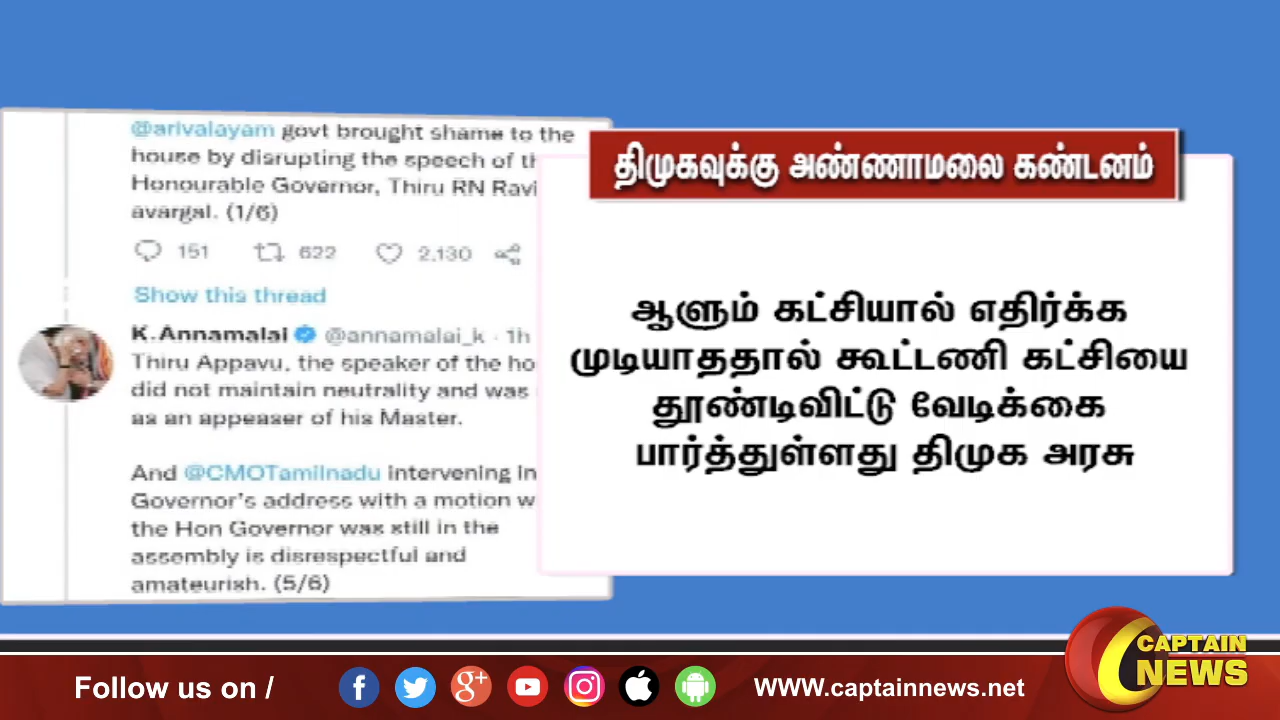 @arivalayam govt brought shame to the
house by disrupting the speech of th
Honourable Governor, Thiru RN Ravi
avargal. (1/6)
151 622 2,130
Show this thread
K.Annamalai @annamalai_k · 1h
Thiru Appavu, the speaker of the ho
did not maintain neutrality and was
as an appeaser of his Master.
And @CMOTamilnadu intervening in
Governor's address with a motion w
the Hon Governor was still in the
assembly is disrespectful and
amateurish. (5/6)
திமுகவுக்கு அண்ணாமலை கண்டனம்
ஆளும் கட்சியால் எதிர்க்க
முடியாததால் கூட்டணி கட்சியை
தூண்டிவிட்டு வேடிக்கை
பார்த்துள்ளது திமுக அரசு
CAPTAIN
NEWS
Follow us on / WWW.captainnews.net